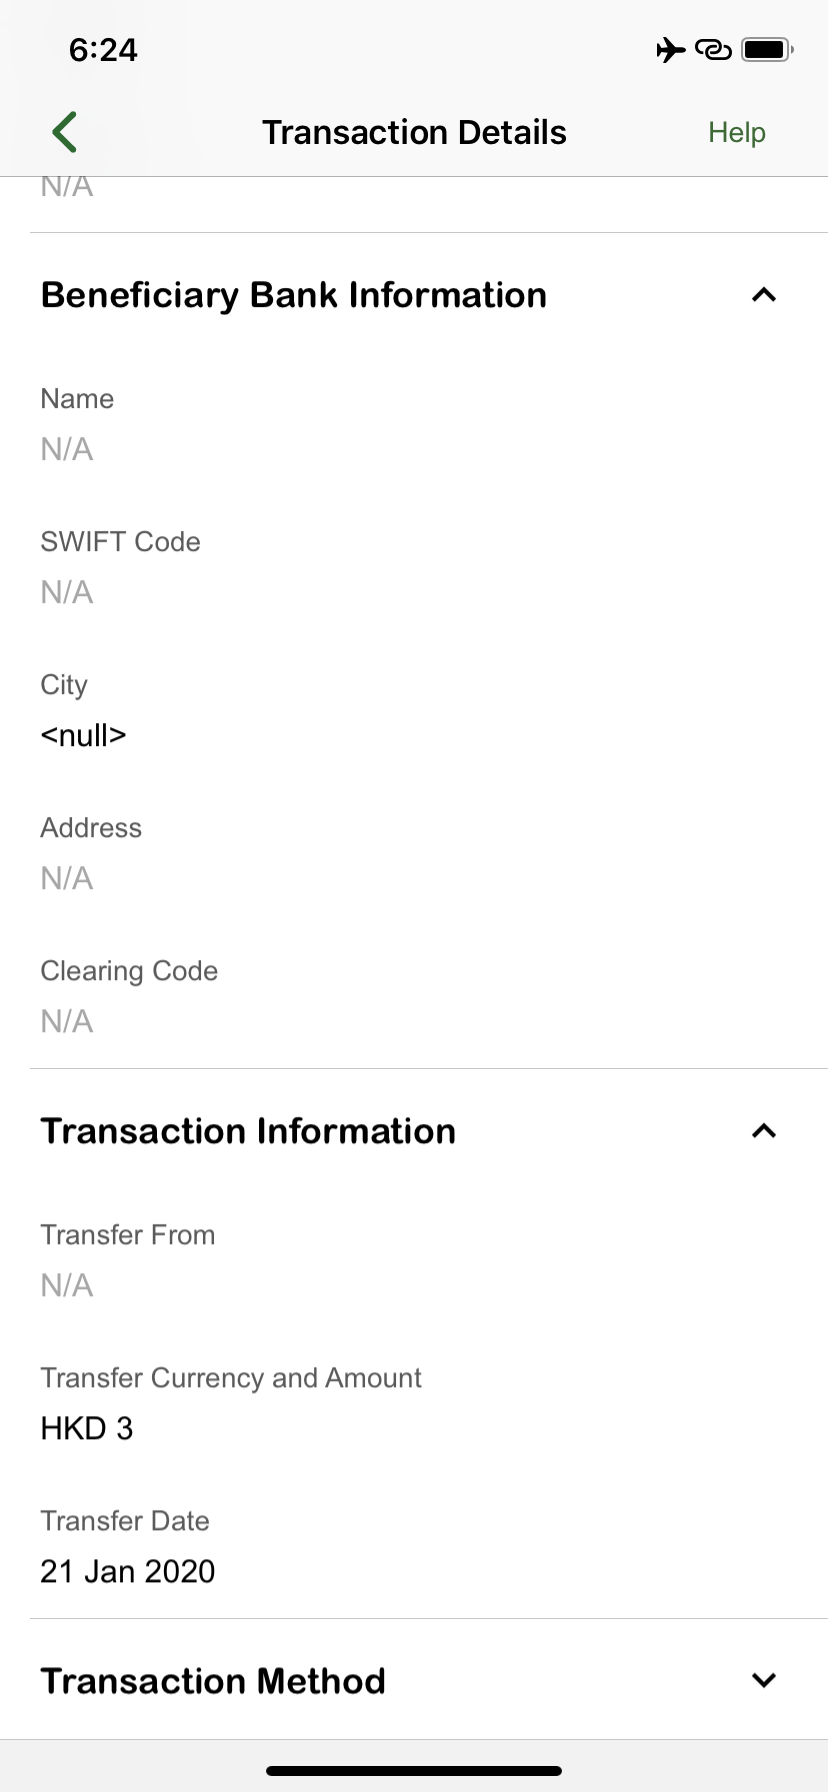 6:24
Transaction Details
Help
N/A
Beneficiary Bank Information
Name
N/A
SWIFT Code
N/A
City
<null>
Address
N/A
Clearing Code
N/A
Transaction Information
Transfer From
N/A
Transfer Currency and Amount
HKD 3
Transfer Date
21 Jan 2020
Transaction Method